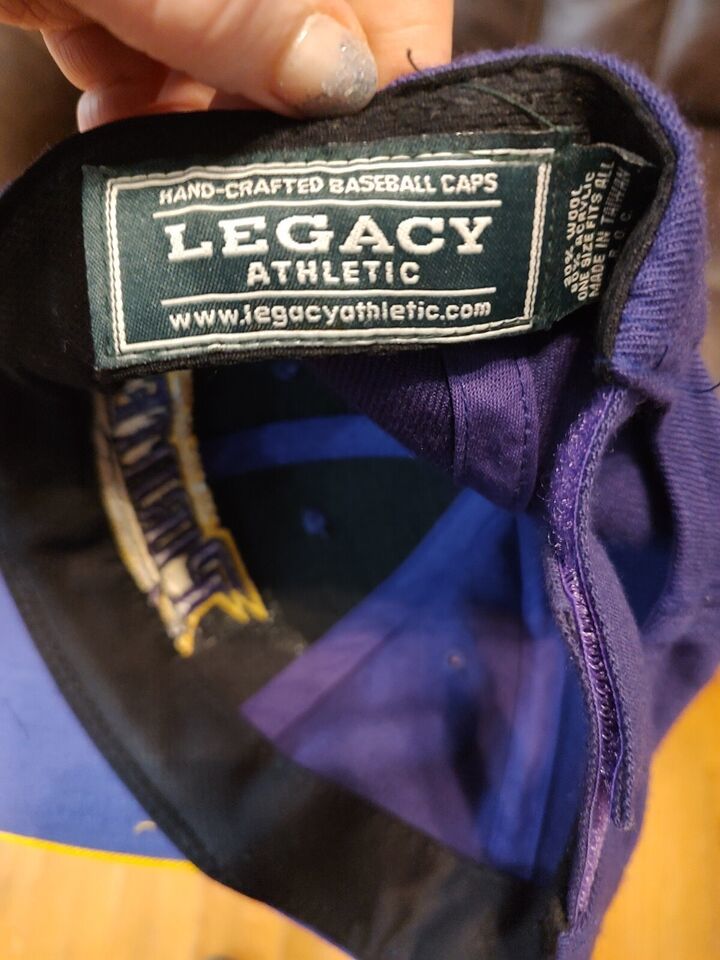 HAND-CRAFTED BASEBALL CAPS
LEGACY
ATHLETIC
www.legacyathletic.com
20% WOOL
80% ACRYLIC
ONE SIZE FITS ALL
MADE IN TAIWAN
R.O.C